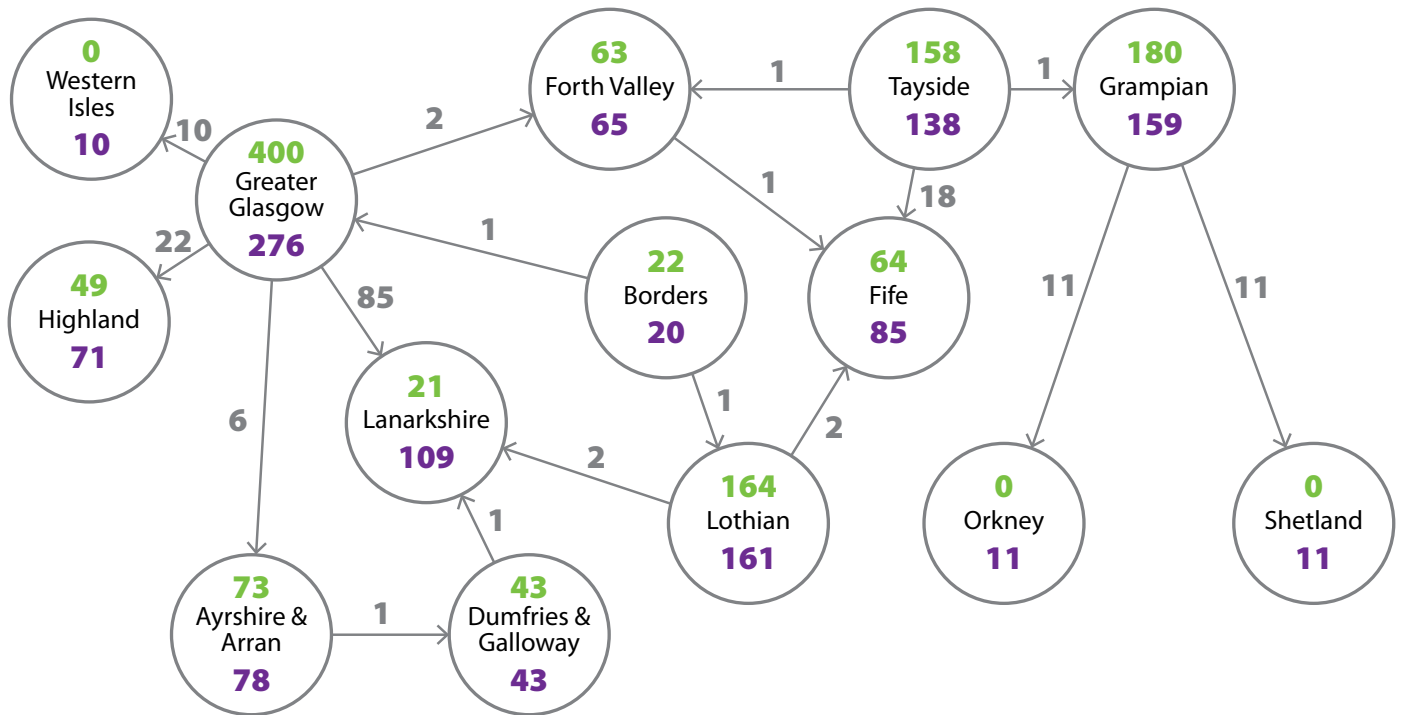 0
Western
Isles
10
10
400
Greater
Glasgow
276
2
63
Forth Valley
65
1
158
Tayside
138
1
180
Grampian
159
22
49
Highland
71
85
1
1
18
22
Borders
20
64
Fife
85
11
11
6
21
Lanarkshire
109
1
2
2
1
164
Lothian
161
0
Orkney
11
0
Shetland
11
73
Ayrshire &
Arran
78
1
43
Dumfries &
Galloway
43